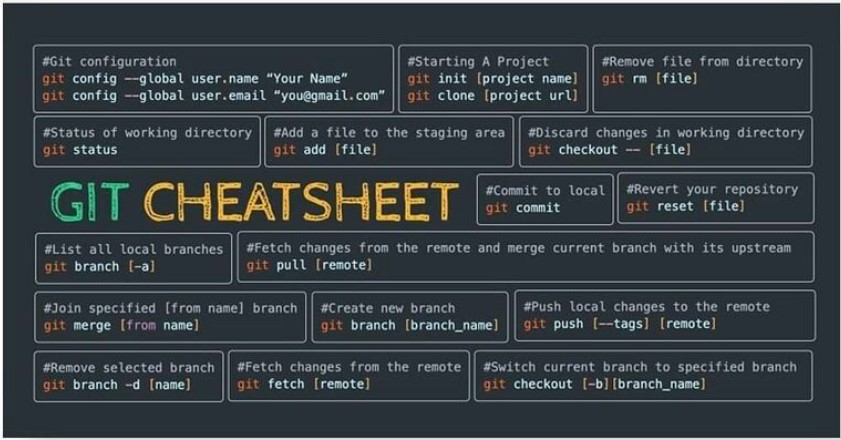 #Git configuration
git config --global user.name “Your Name”
git config --global user.email “you@gmail.com”
#Starting A Project
git init [project name]
git clone [project url]
#Remove file from directory
git rm [file]
#Status of working directory
git status
#Add a file to the staging area
git add [file]
#Discard changes in working directory
git checkout -- [file]
GIT CHEATSHEET
#Commit to local
git commit
#Revert your repository
git reset [file]
#List all local branches
git branch [-a]
#Fetch changes from the remote and merge current branch with its upstream
git pull [remote]
#Join specified [from name] branch
git merge [from name]
#Create new branch
git branch [branch_name]
#Push local changes to the remote
git push [--tags] [remote]
#Remove selected branch
git branch -d [name]
#Fetch changes from the remote
git fetch [remote]
#Switch current branch to specified branch
git checkout [-b][branch_name]